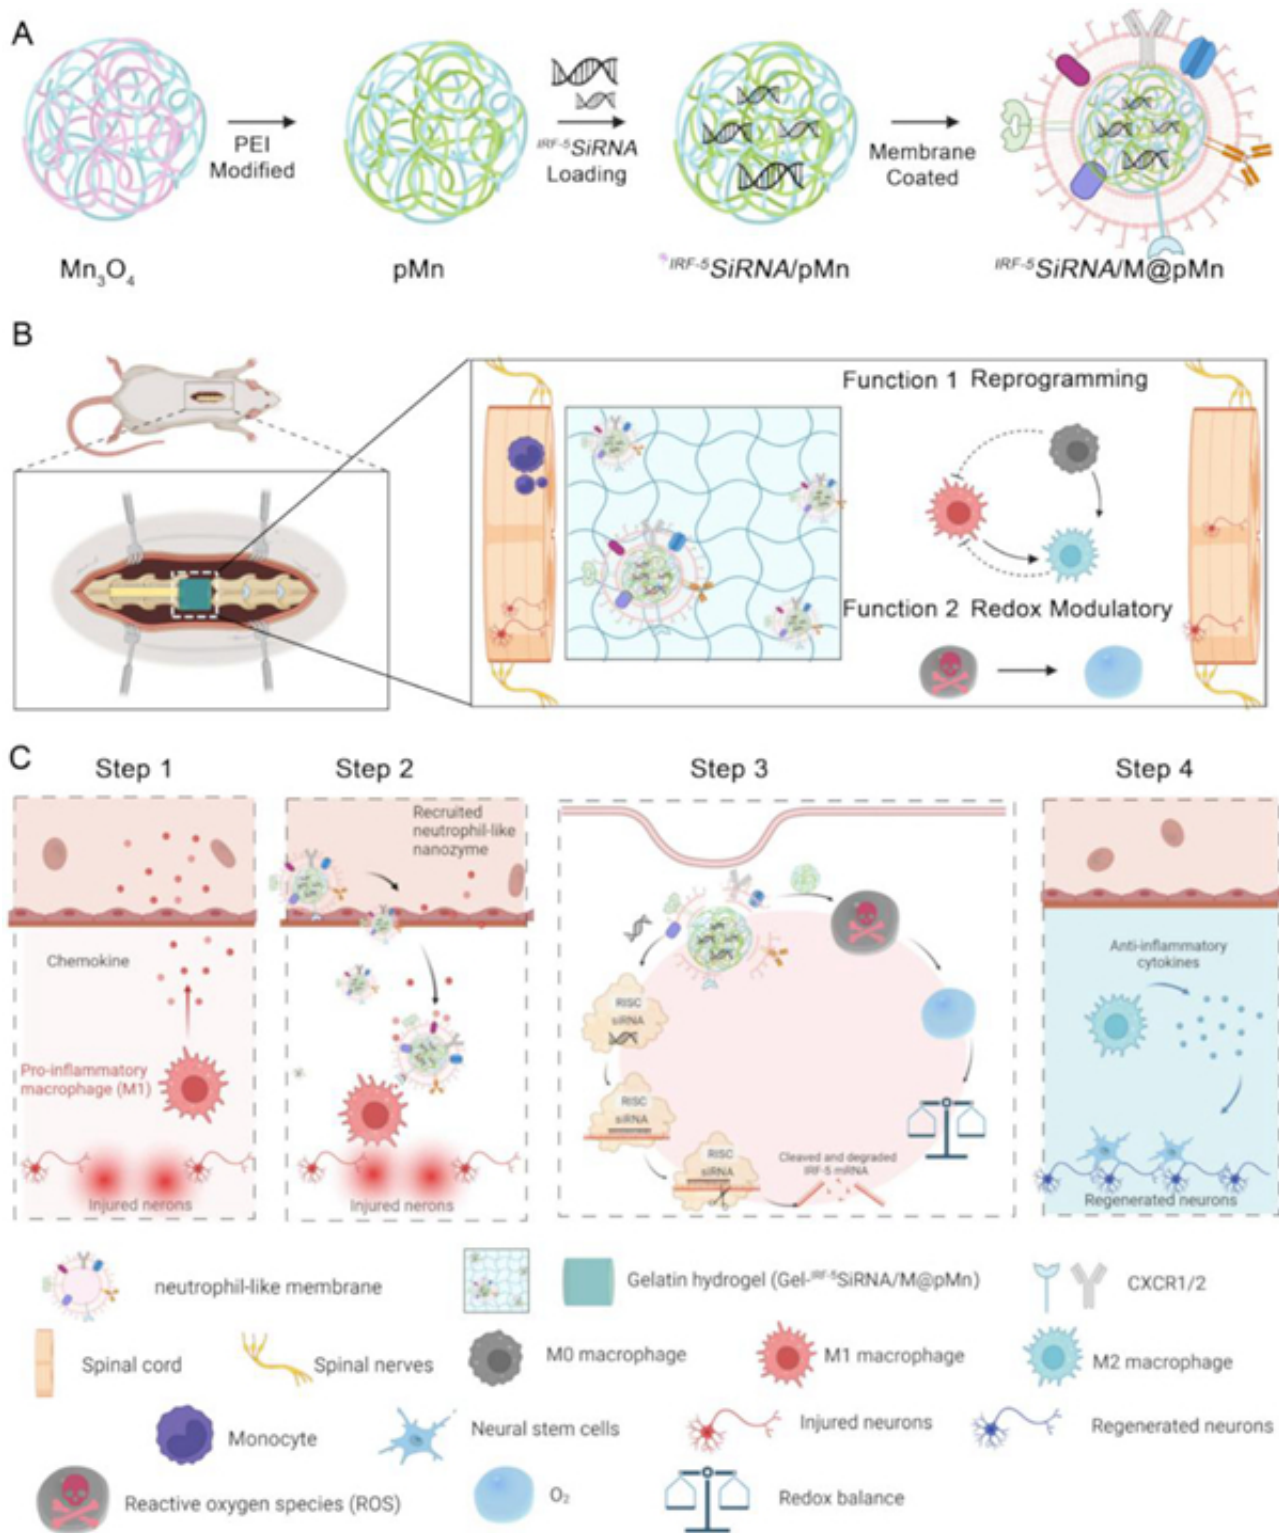 A
PEI
Modified
IRF-5SiRNA
Loading
Membrane
Coated
Mn3O4
pMn
IRF-5SiRNA/pMn
IRF-5SiRNA/M@pMn
B
Function 1 Reprogramming
Function 2 Redox Modulatory
C
Step 1
Step 2
Step 3
Step 4
Chemokine
Pro-inflammatory
macrophage (M1)
Injured nerons
Recruited
neutrophil-like
nanozyme
Injured nerons
RISC
siRNA
RISC
siRNA
RISC
siRNA
Cleaved and degraded
IRF-5 mRNA
Anti-inflammatory
cytokines
Regenerated neurons
neutrophil-like membrane
Gelatin hydrogel (Gel-IRF-5SiRNA/M@pMn)
CXCR1/2
Spinal cord
Spinal nerves
M0 macrophage
M1 macrophage
M2 macrophage
Monocyte
Neural stem cells
Injured neurons
Regenerated neurons
Reactive oxygen species (ROS)
O2
Redox balance